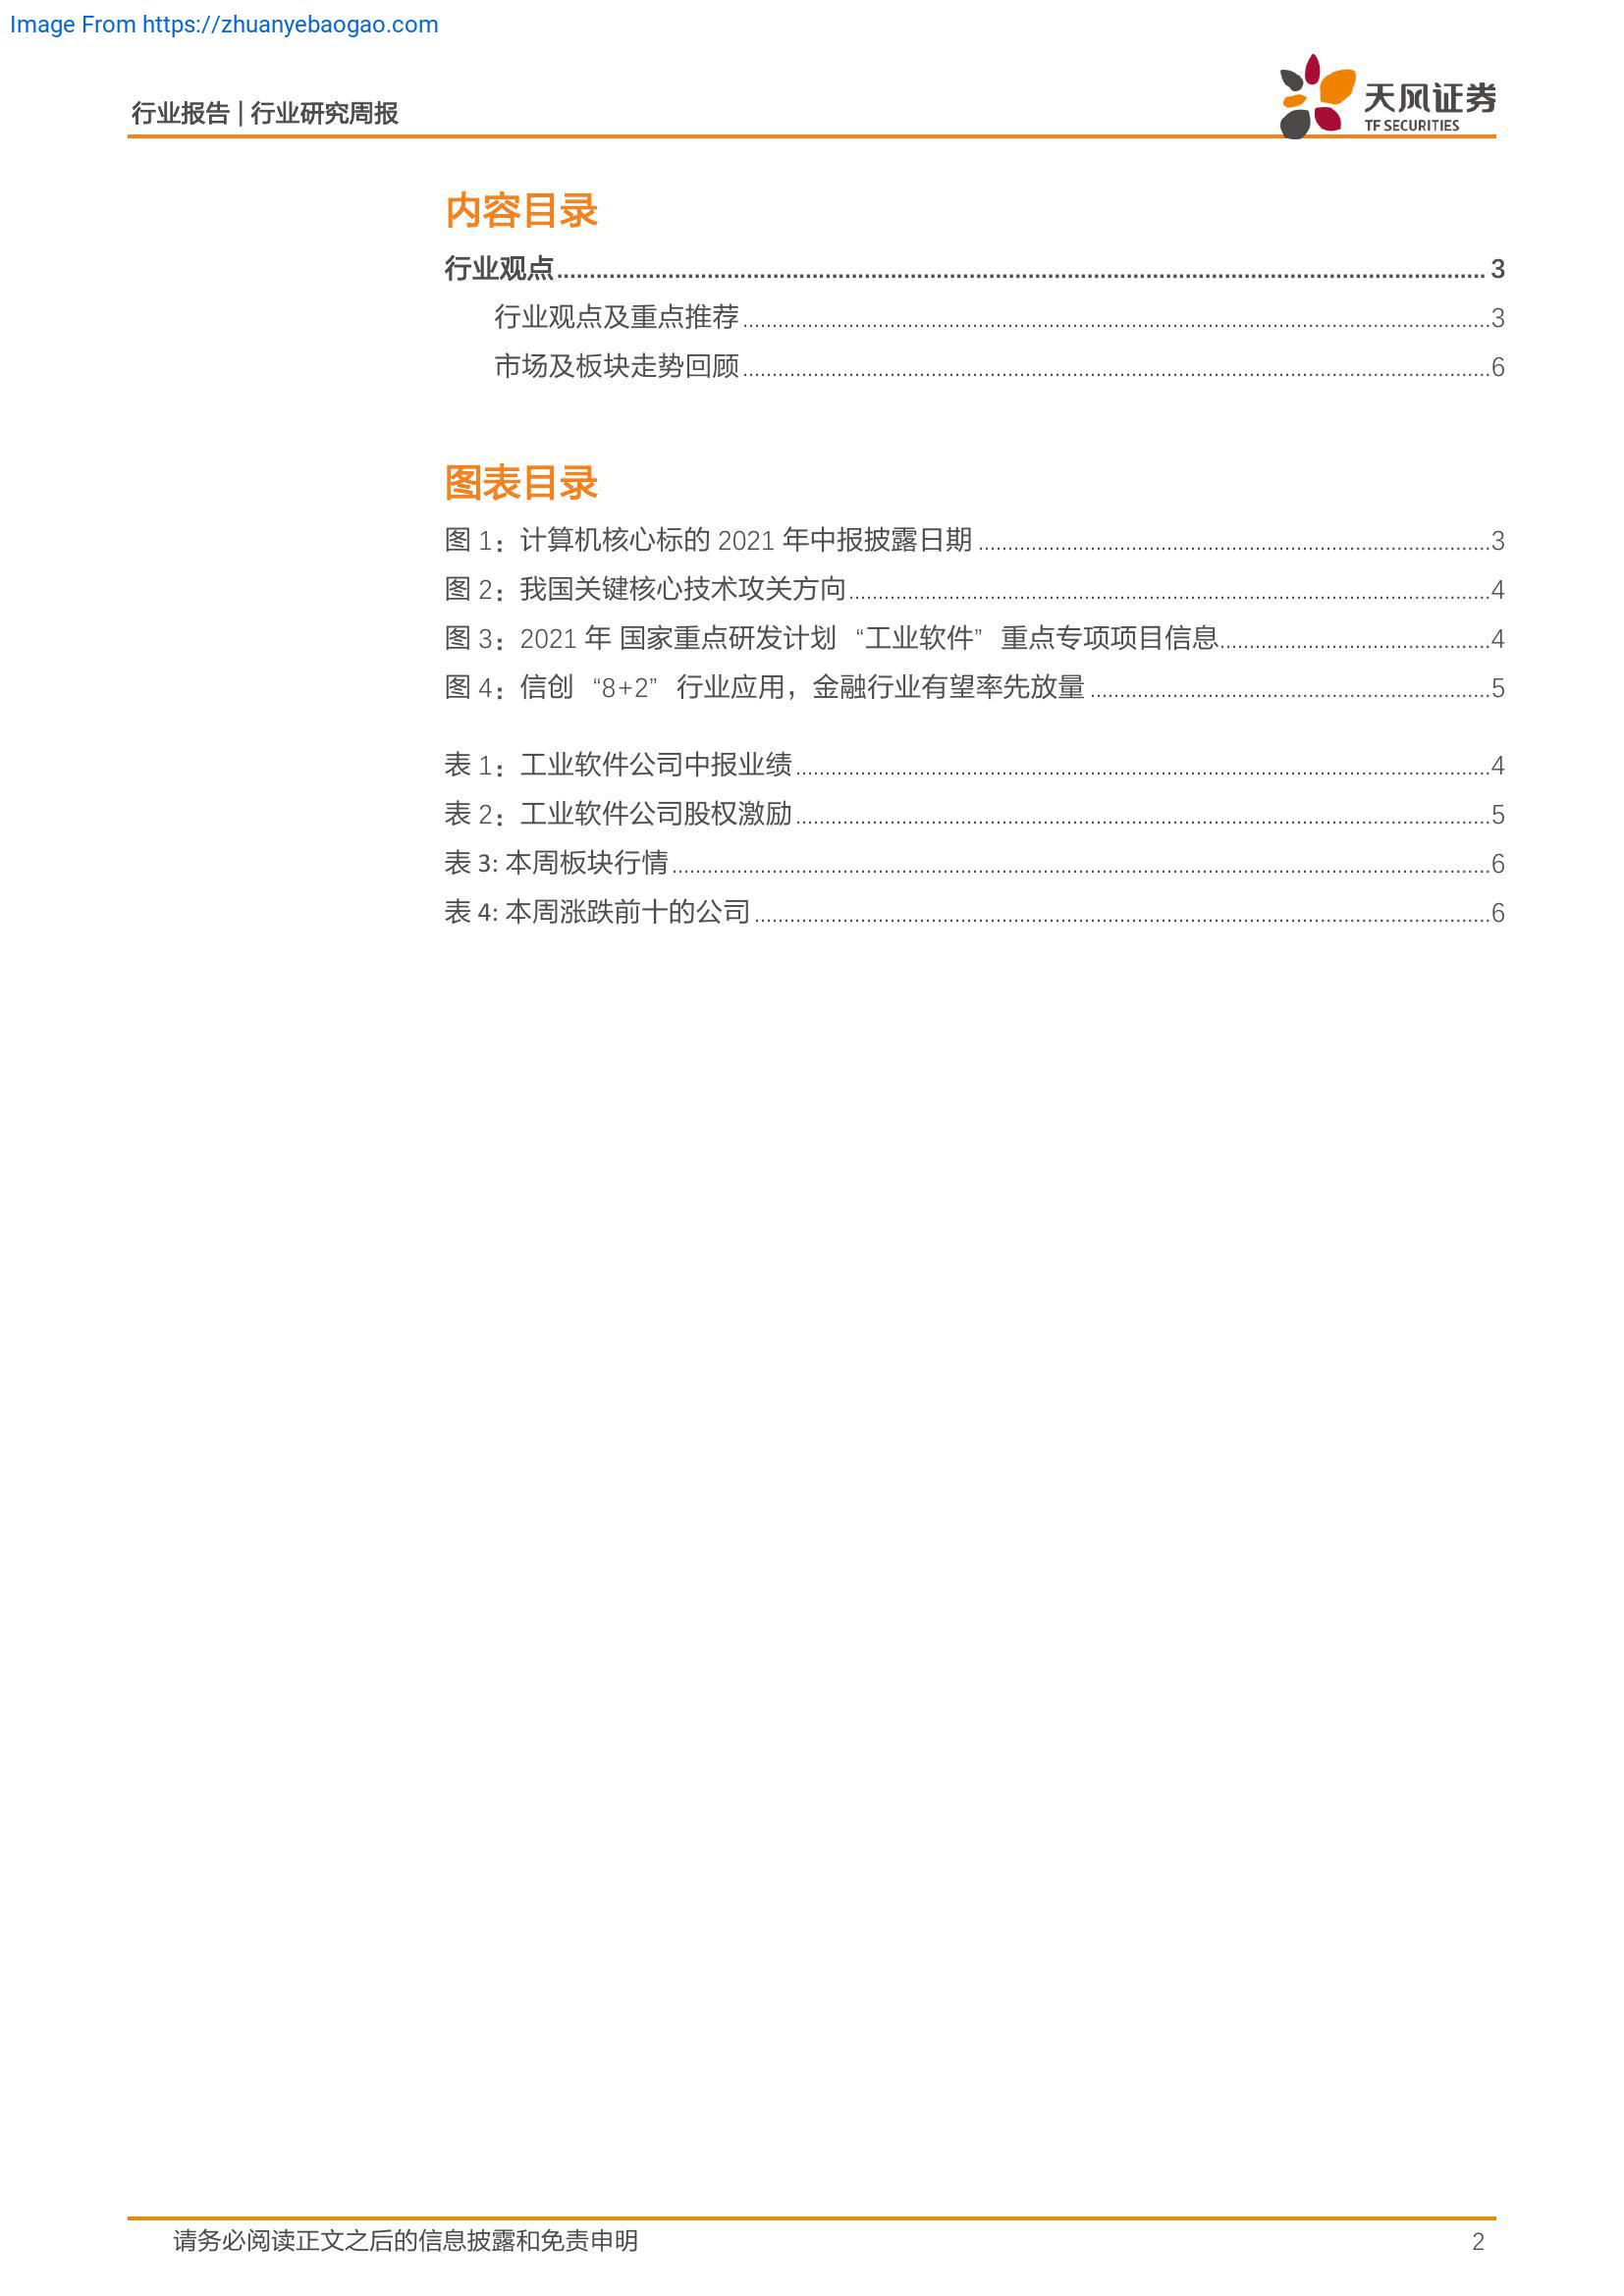 Image From https://zhuanyebaogao.com
行业报告 | 行业研究周报
天风证券
TF SECURITIES
内容目录
行业观点 3
行业观点及重点推荐 3
市场及板块走势回顾 6
图表目录
图 1：计算机核心标的 2021 年中报披露日期 3
图 2：我国关键核心技术攻关方向 4
图 3：2021 年 国家重点研发计划 “工业软件” 重点专项项目信息 4
图 4：信创 “8+2” 行业应用，金融行业有望率先放量 5
表 1：工业软件公司中报业绩 4
表 2：工业软件公司股权激励 5
表 3: 本周板块行情 6
表 4: 本周涨跌前十的公司 6
请务必阅读正文之后的信息披露和免责申明 2